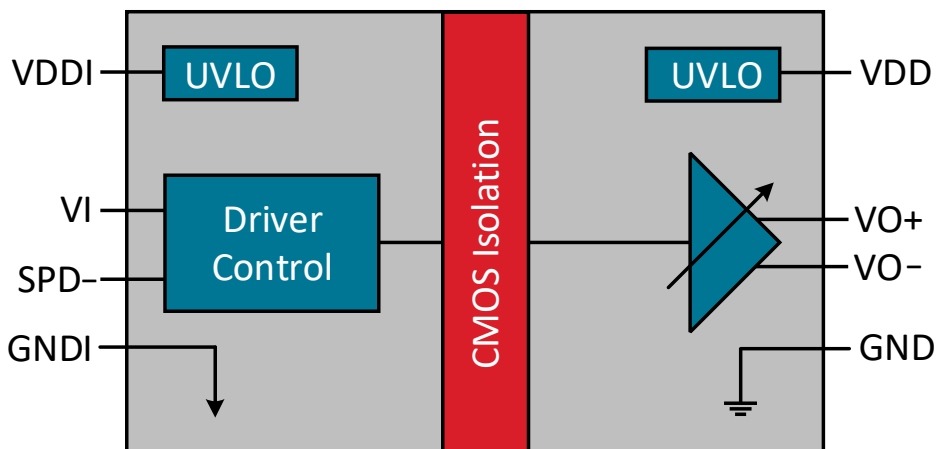 VDDI
UVLO
UVLO
VDD
VI
SPD−
GNDI
Driver
Control
CMOS Isolation
VO+
VO−
GND